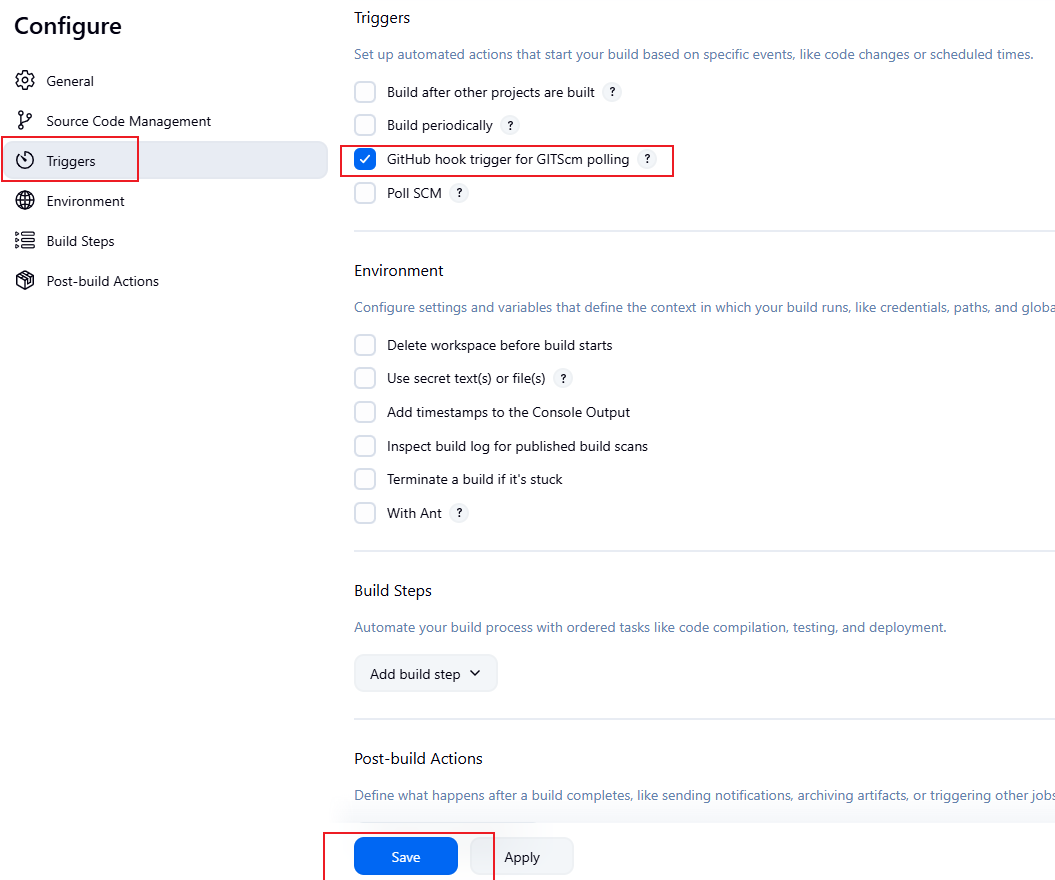 Configure
General
Source Code Management
Triggers
Environment
Build Steps
Post-build Actions
Triggers
Set up automated actions that start your build based on specific events, like code changes or scheduled times.
Build after other projects are built ?
Build periodically ?
GitHub hook trigger for GITScm polling ?
Poll SCM ?
Environment
Configure settings and variables that define the context in which your build runs, like credentials, paths, and globa
Delete workspace before build starts
Use secret text(s) or file(s) ?
Add timestamps to the Console Output
Inspect build log for published build scans
Terminate a build if it's stuck
With Ant ?
Build Steps
Automate your build process with ordered tasks like code compilation, testing, and deployment.
Add build step
Post-build Actions
Define what happens after a build completes, like sending notifications, archiving artifacts, or triggering other jobs
Save
Apply